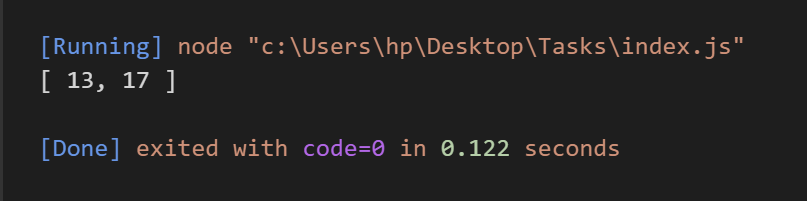 [Running] node "c:\Users\hp\Desktop\Tasks\index.js"
[ 13, 17 ]
[Done] exited with code=0 in 0.122 seconds